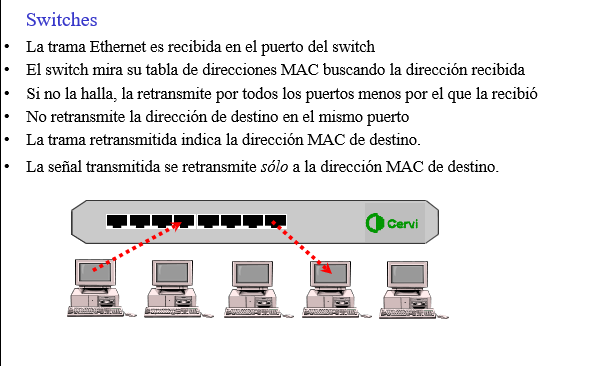 Switches
• La trama Ethernet es recibida en el puerto del switch
• El switch mira su tabla de direcciones MAC buscando la dirección recibida
• Si no la halla, la retransmite por todos los puertos menos por el que la recibió
• No retransmite la dirección de destino en el mismo puerto
• La trama retransmitida indica la dirección MAC de destino.
• La señal transmitida se retransmite sólo a la dirección MAC de destino.
Cervi